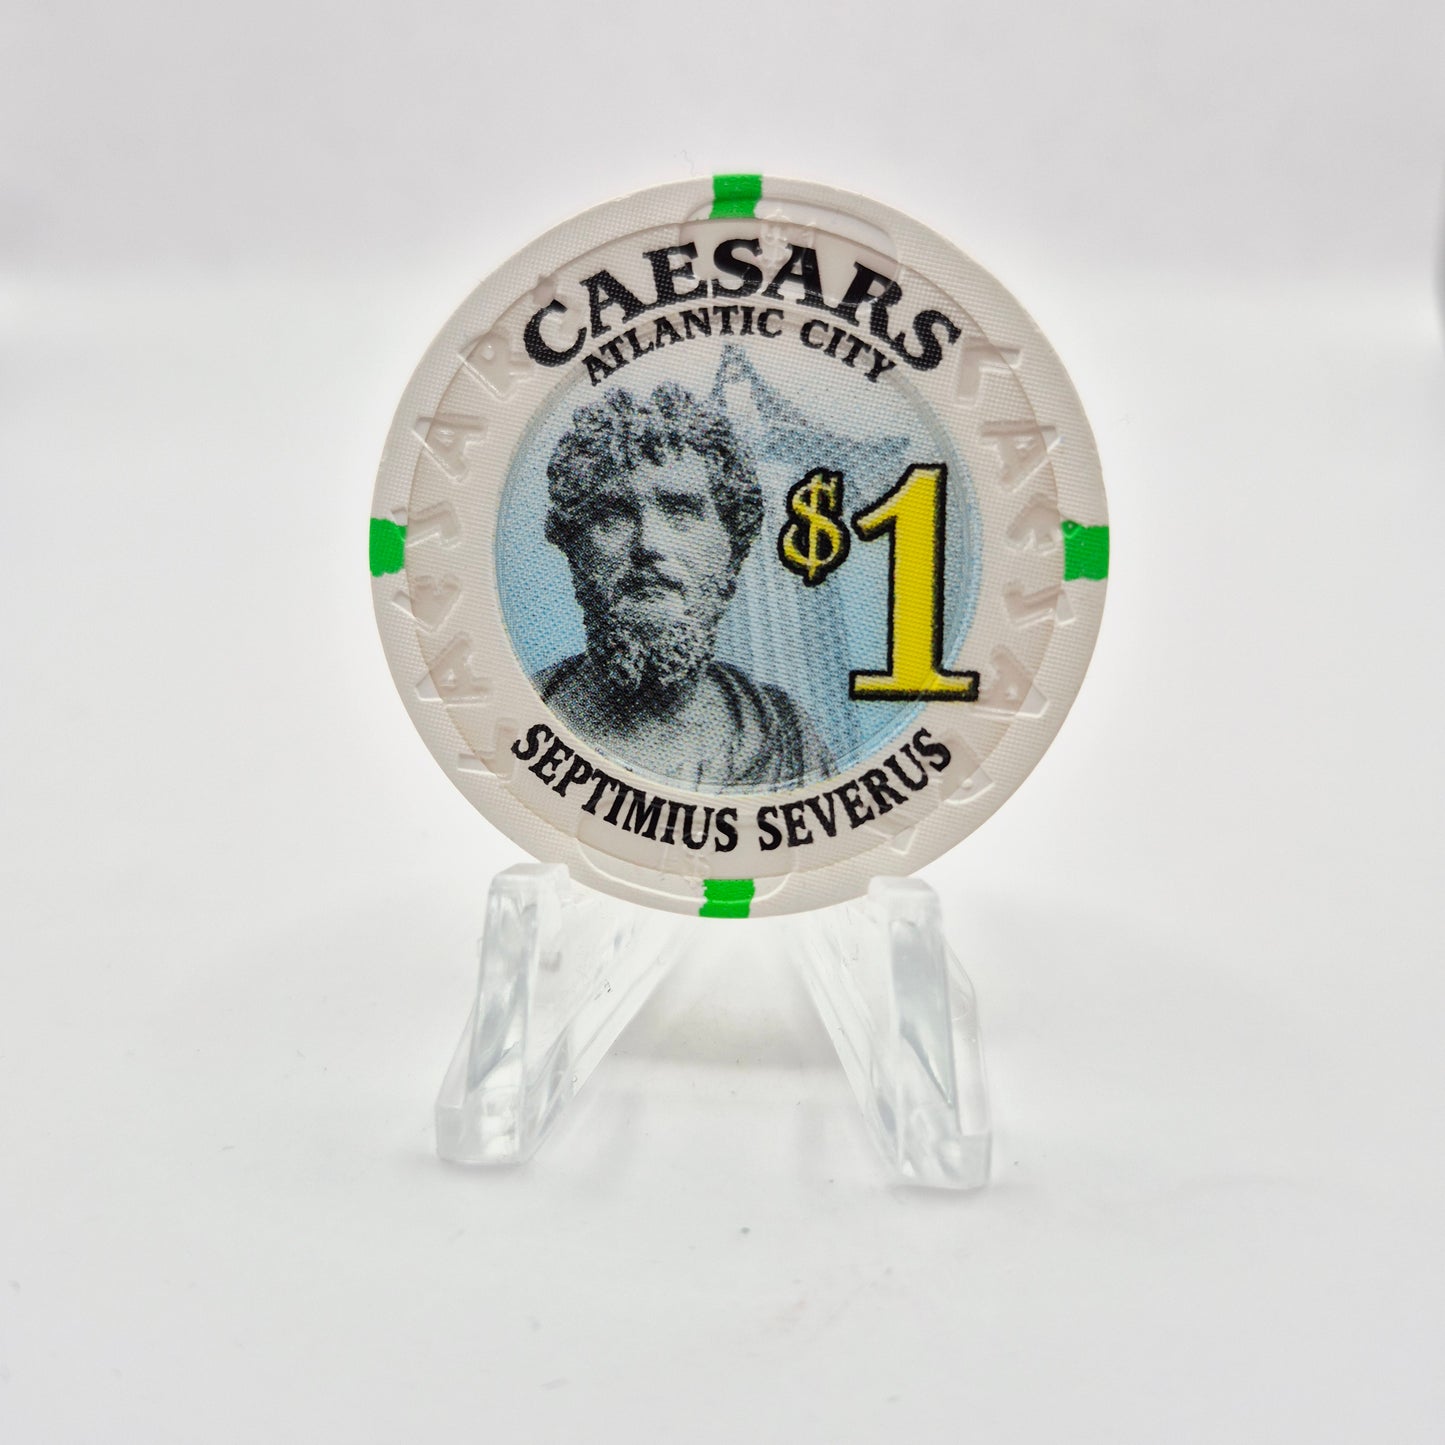 CAESARS
ATLANTIC CITY
$1
SEPTIMIUS SEVERUS